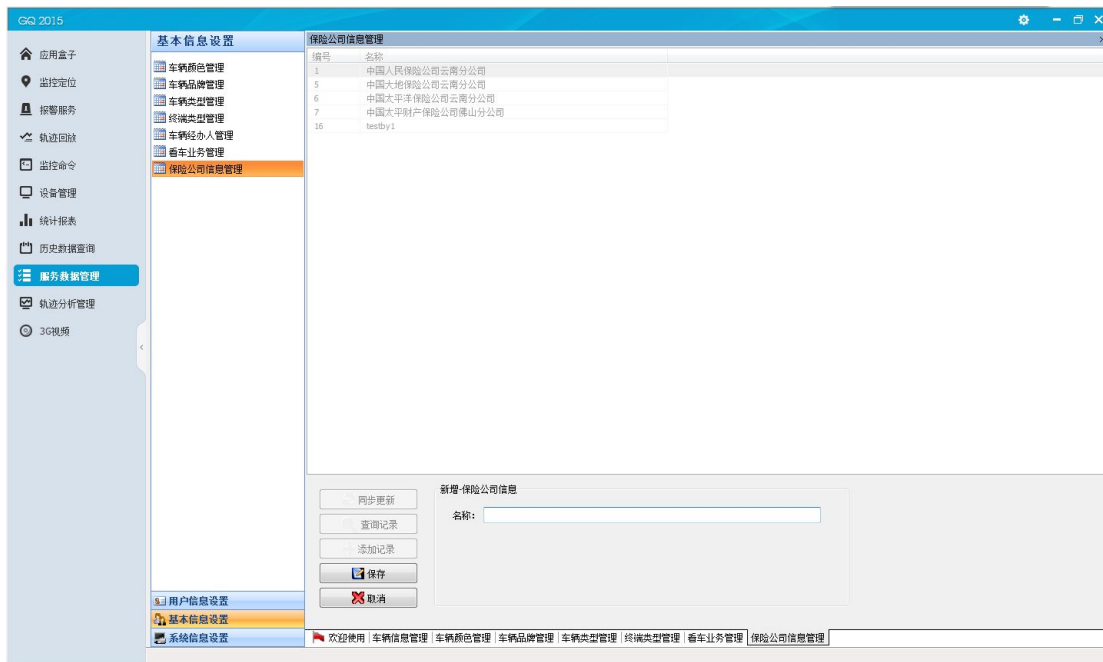 GQ 2015
应用盒子
监控定位
报警服务
轨迹回放
监控命令
设备管理
统计报表
历史数据查询
服务数据管理
轨迹分析管理
3G视频
基本信息设置
车辆颜色管理
车辆品牌管理
车辆类型管理
终端类型管理
车辆经办人管理
看车业务管理
保险公司信息管理
用户信息设置
基本信息设置
系统信息设置
保险公司信息管理
编号 名称
1 中国人民保险公司云南分公司
5 中国大地保险公司云南分公司
6 中国太平洋保险公司云南分公司
7 中国太平财产保险公司佛山分公司
16 testby1
同步更新
查询记录
添加记录
保存
取消
新增-保险公司信息
名称:
欢迎使用 车辆信息管理 车辆颜色管理 车辆品牌管理 车辆类型管理 终端类型管理 看车业务管理 保险公司信息管理